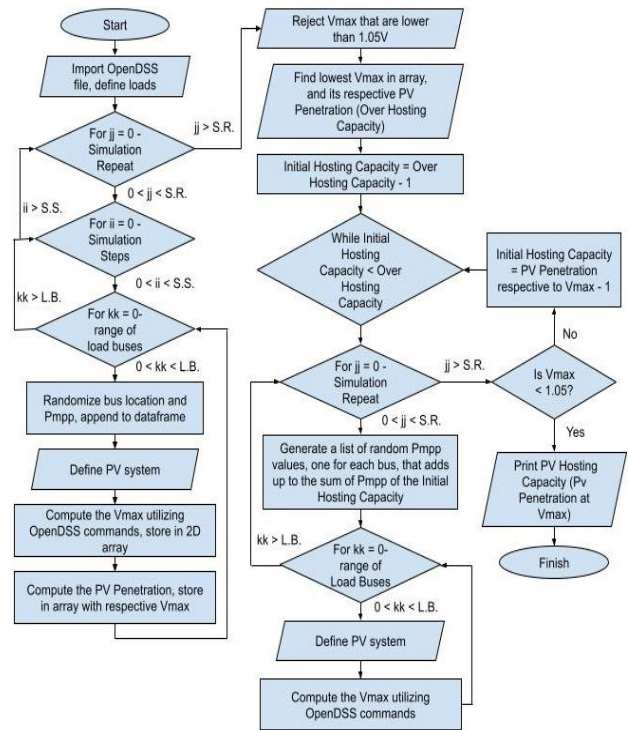 Start
Import OpenDSS
file, define loads
For jj = 0 -
Simulation
Repeat
jj > S.R.
0 < jj < S.R.
ii > S.S.
For ii = 0-
Simulation
Steps
0 < ii < S.S.
kk > L.B.
For kk = 0-
range of
load buses
0 < kk < L.B.
Randomize bus location and
Pmpp, append to dataframe
Define PV system
Compute the Vmax utilizing
OpenDSS commands, store in 2D
array
Compute the PV Penetration, store
in array with respective Vmax
Reject Vmax that are lower
than 1.05V
Find lowest Vmax in array,
and its respective PV
Penetration (Over Hosting
Capacity)
Initial Hosting Capacity = Over
Hosting Capacity - 1
While Initial
Hosting
Capacity < Over
Hosting
Capacity
Initial Hosting Capacity
= PV Penetration
respective to Vmax - 1
No
For jj = 0 -
Simulation
Repeat
jj > S.R.
Is Vmax
< 1.05?
0 < jj < S.R.
Yes
Generate a list of random Pmpp
values, one for each bus, that adds
up to the sum of Pmpp of the Initial
Hosting Capacity
Print PV Hosting
Capacity (Pv
Penetration at
Vmax)
Finish
kk > L.B.
For kk = 0-
range of
Load Buses
0 < kk < L.B.
Define PV system
Compute the Vmax utilizing
OpenDSS commands